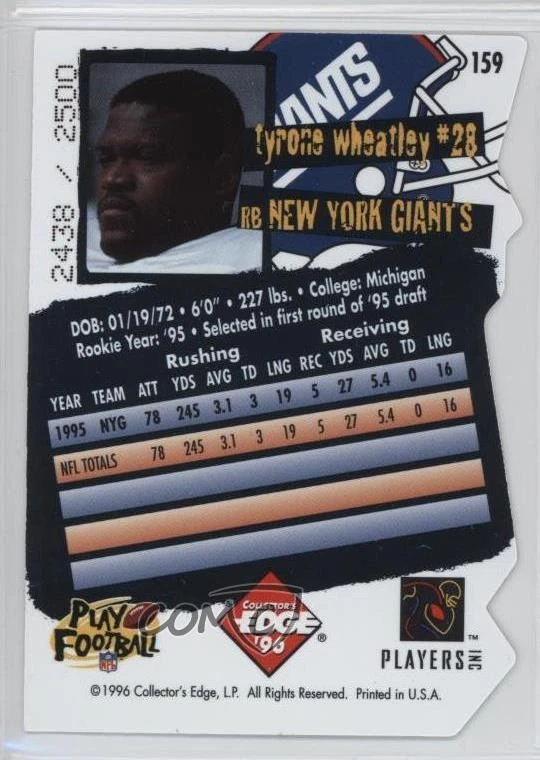 159
2438 / 2500
GIANTS
tyrone wheatley #28
RB NEW YORK GIANTS
DOB: 01/19/72 • 6'0" • 227 lbs. • College: Michigan
Rookie Year: '95 • Selected in first round of '95 draft
Rushing Receiving
YEAR TEAM ATT YDS AVG TD LNG REC YDS AVG TD LNG
1995 NYG 78 245 3.1 3 19 5 27 5.4 0 16
NFL TOTALS 78 245 3.1 3 19 5 27 5.4 0 16
COM
PLAY FOOTBALL
NFL
COLLECTOR'S
EDGE ®
'96
PLAYERS INC ™
©1996 Collector's Edge, L.P. All Rights Reserved. Printed in U.S.A.